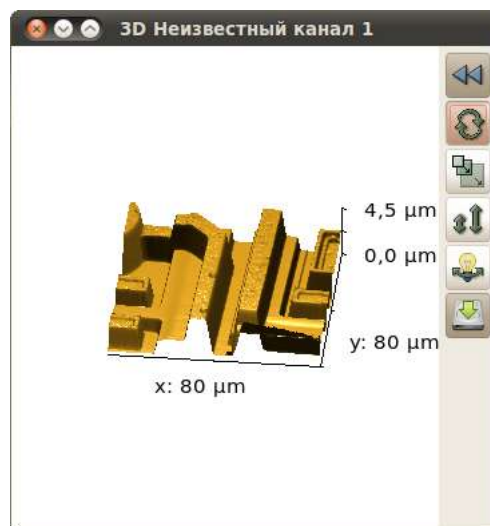 3D Неизвестный канал 1
4,5 µm
0,0 µm
y: 80 µm
x: 80 µm